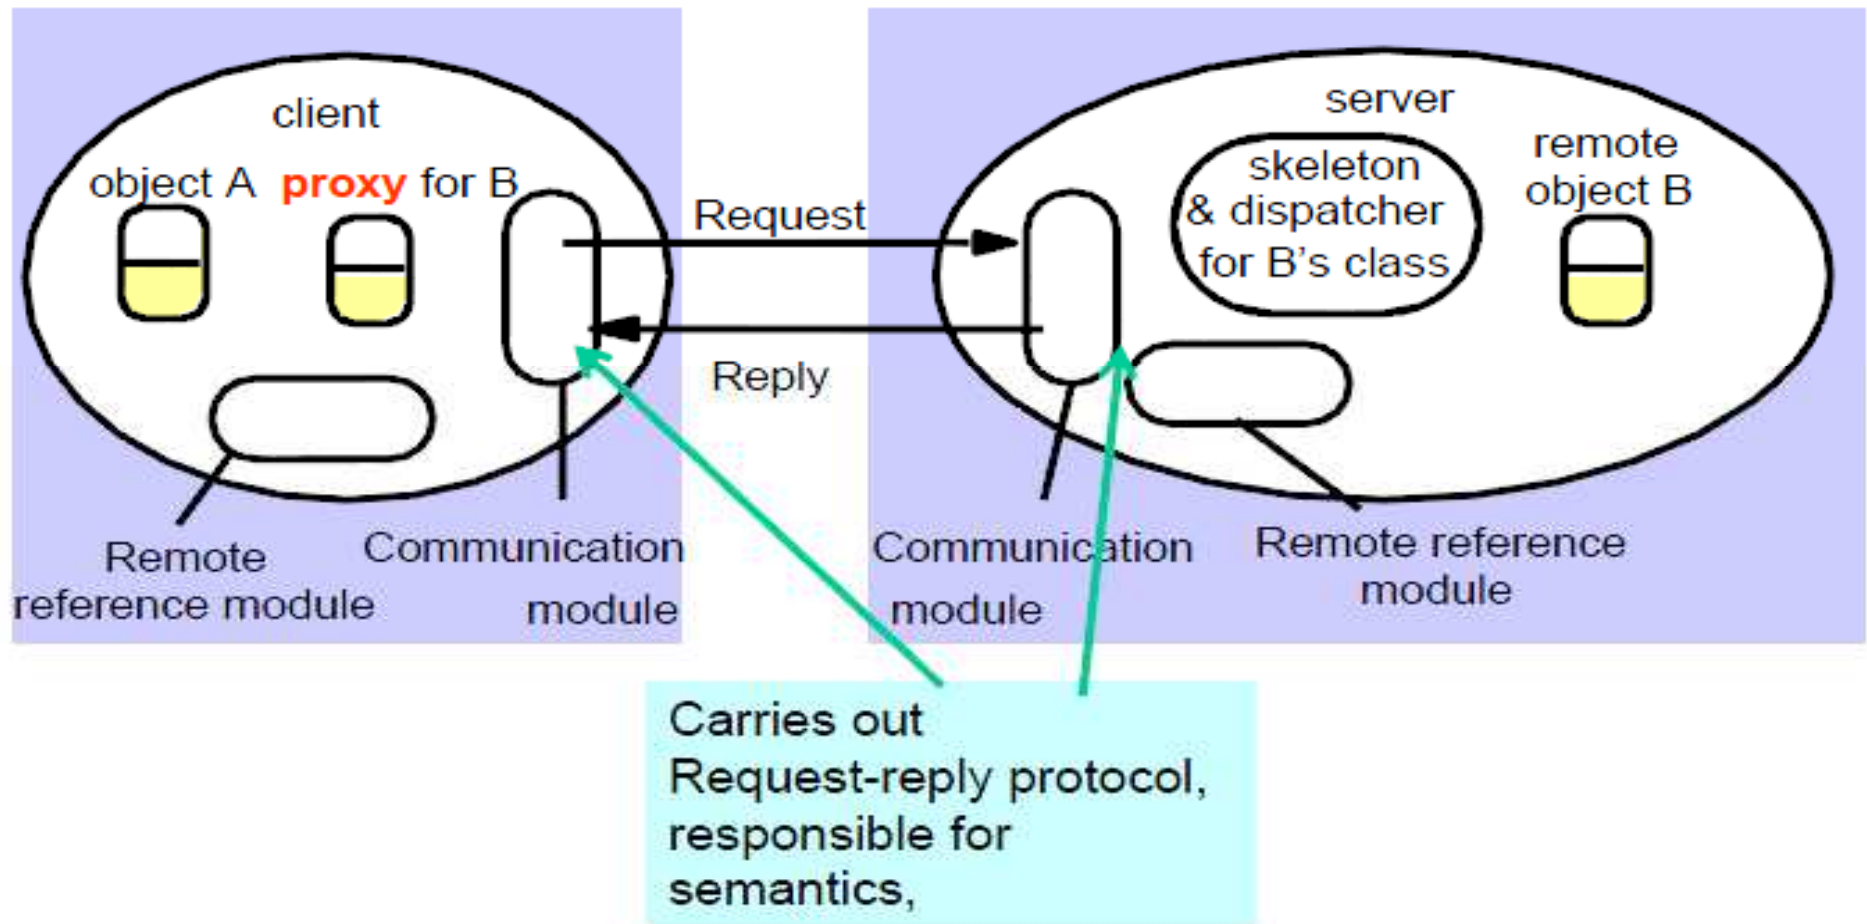 client
object A proxy for B
Remote
reference module
Communication
module
Request
Reply
server
skeleton
& dispatcher
for B's class
remote
object B
Communication
module
Remote reference
module
Carries out
Request-reply protocol,
responsible for
semantics,